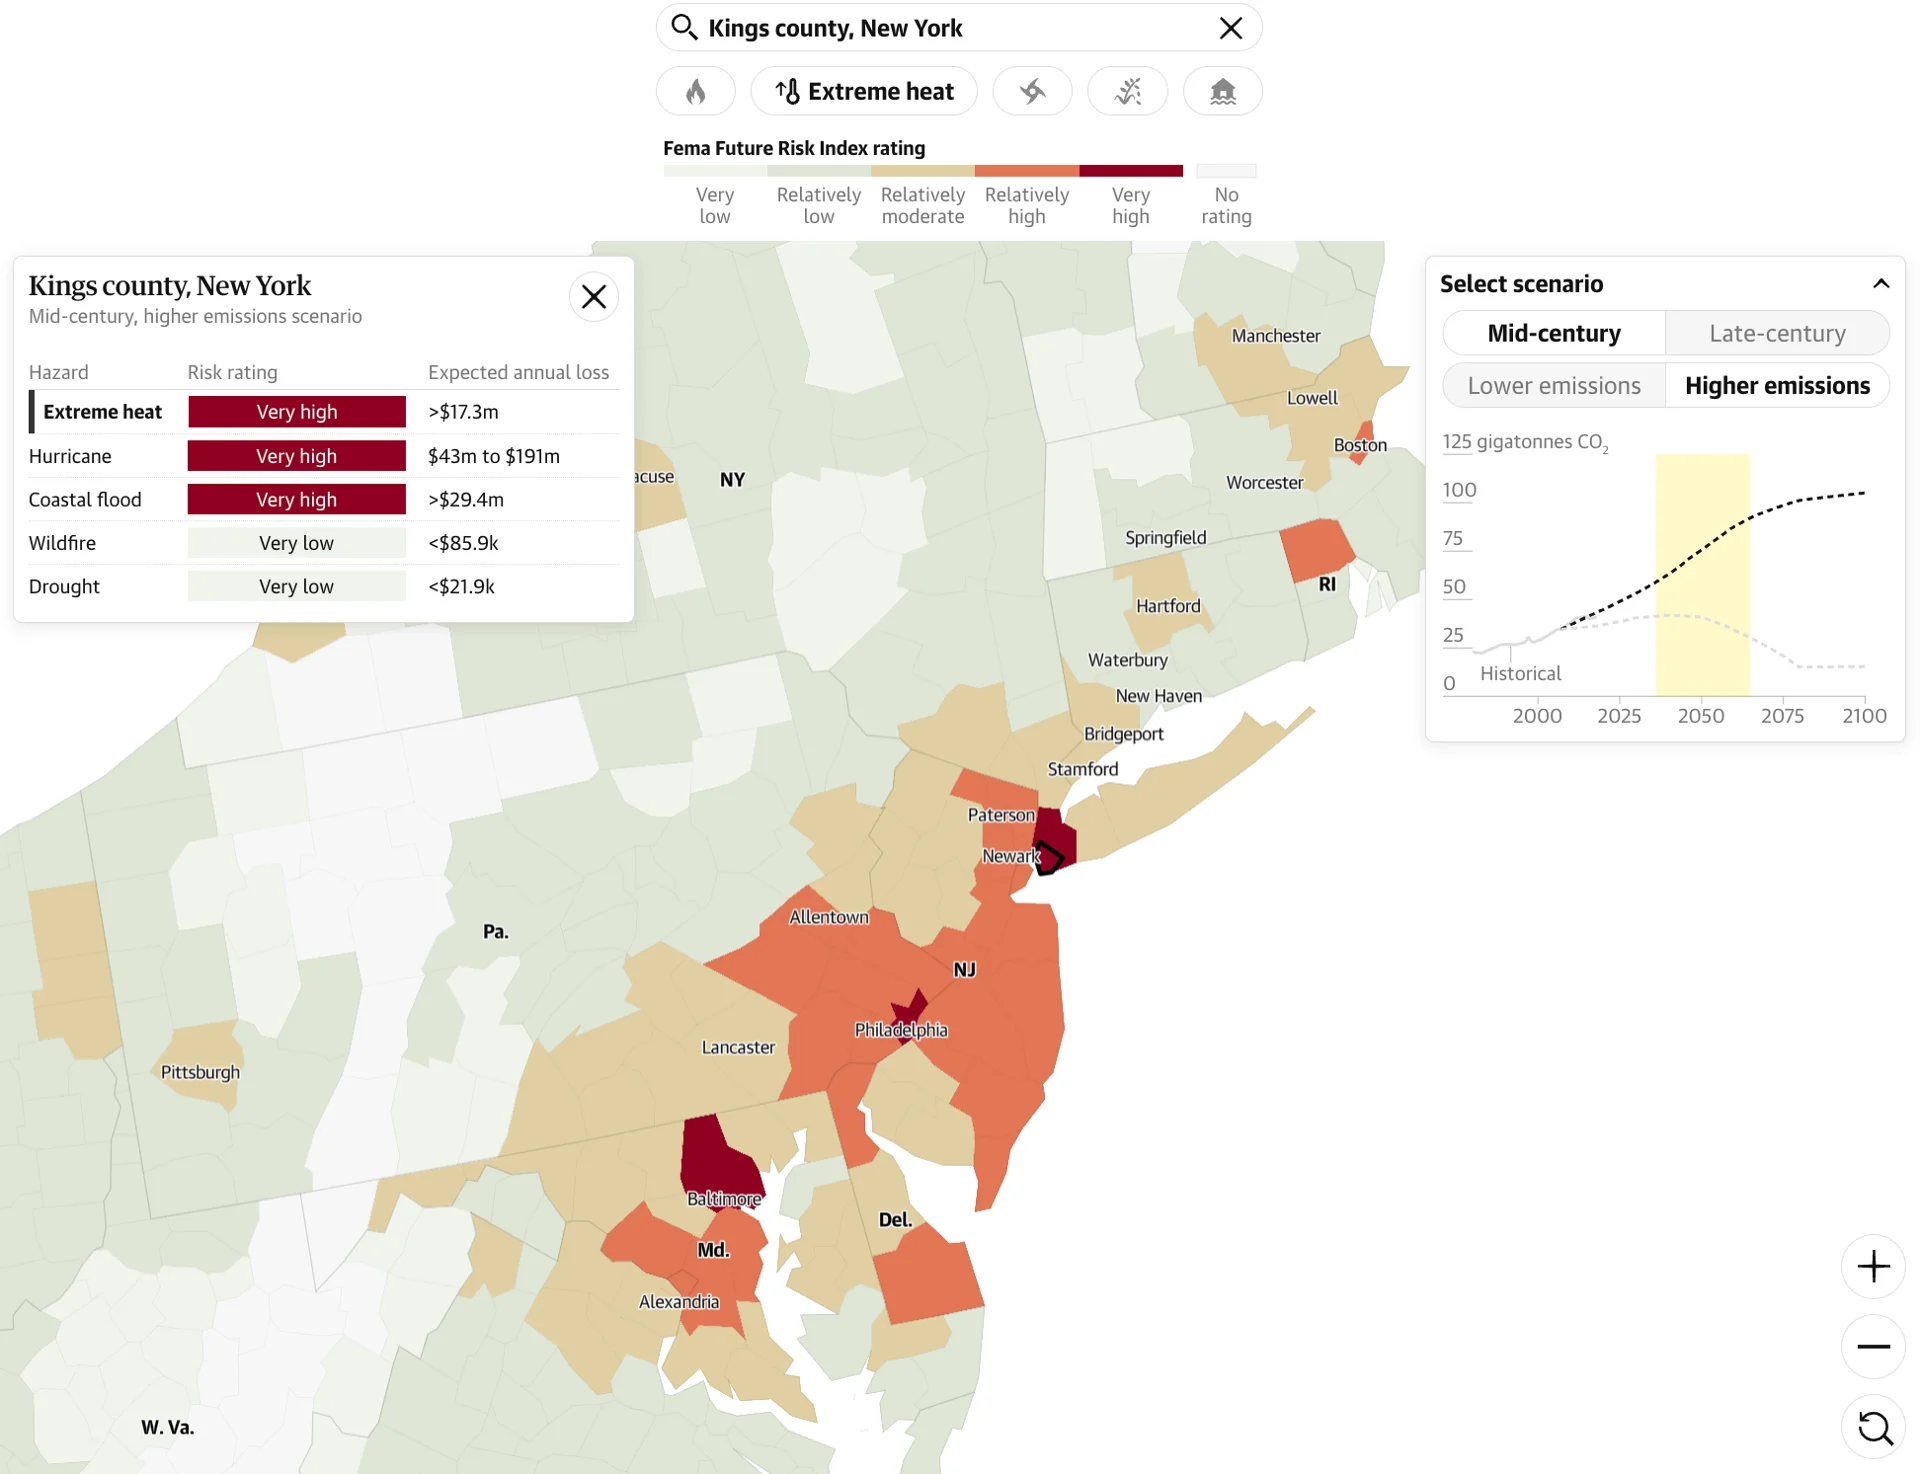 Kings county, New York
Extreme heat
Fema Future Risk Index rating
Very low
Relatively low
Relatively moderate
Relatively high
Very high
No rating
Kings county, New York
Mid-century, higher emissions scenario
Hazard Risk rating Expected annual loss
Extreme heat Very high >$17.3m
Hurricane Very high $43m to $191m
Coastal flood Very high >$29.4m
Wildfire Very low <$85.9k
Drought Very low <$21.9k
Select scenario
Mid-century Late-century
Lower emissions Higher emissions
125 gigatonnes CO₂
100
75
50
25
Historical
0
2000 2025 2050 2075 2100
Manchester
Lowell
Boston
acuse
NY
Worcester
Springfield
RI
Hartford
Waterbury
New Haven
Bridgeport
Stamford
Paterson
Newark
Allentown
Pa.
NJ
Philadelphia
Lancaster
Pittsburgh
Baltimore
Del.
Md.
Alexandria
W. Va.